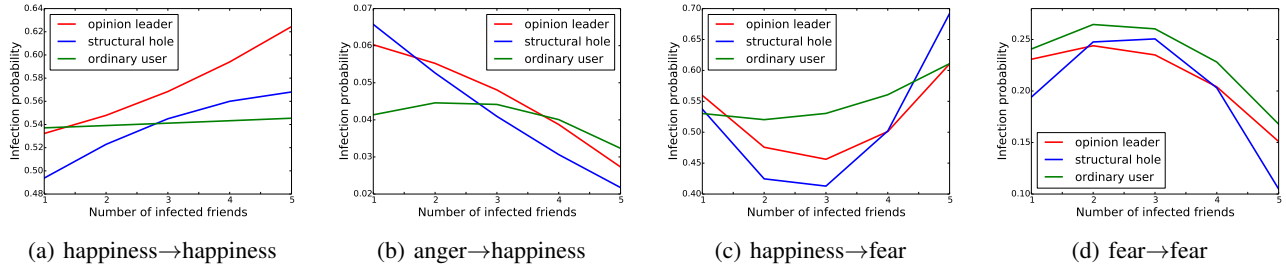 0.64
0.62
0.60
0.58
0.56
0.54
0.52
0.50
0.48
Infection probability
opinion leader
structural hole
ordinary user
1 2 3 4 5
Number of infected friends
(a) happiness→happiness
0.07
0.06
0.05
0.04
0.03
0.02
Infection probability
opinion leader
structural hole
ordinary user
1 2 3 4 5
Number of infected friends
(b) anger→happiness
0.70
0.65
0.60
0.55
0.50
0.45
0.40
Infection probability
opinion leader
structural hole
ordinary user
1 2 3 4 5
Number of infected friends
(c) happiness→fear
0.25
0.20
0.15
0.10
Infection probability
opinion leader
structural hole
ordinary user
1 2 3 4 5
Number of infected friends
(d) fear→fear